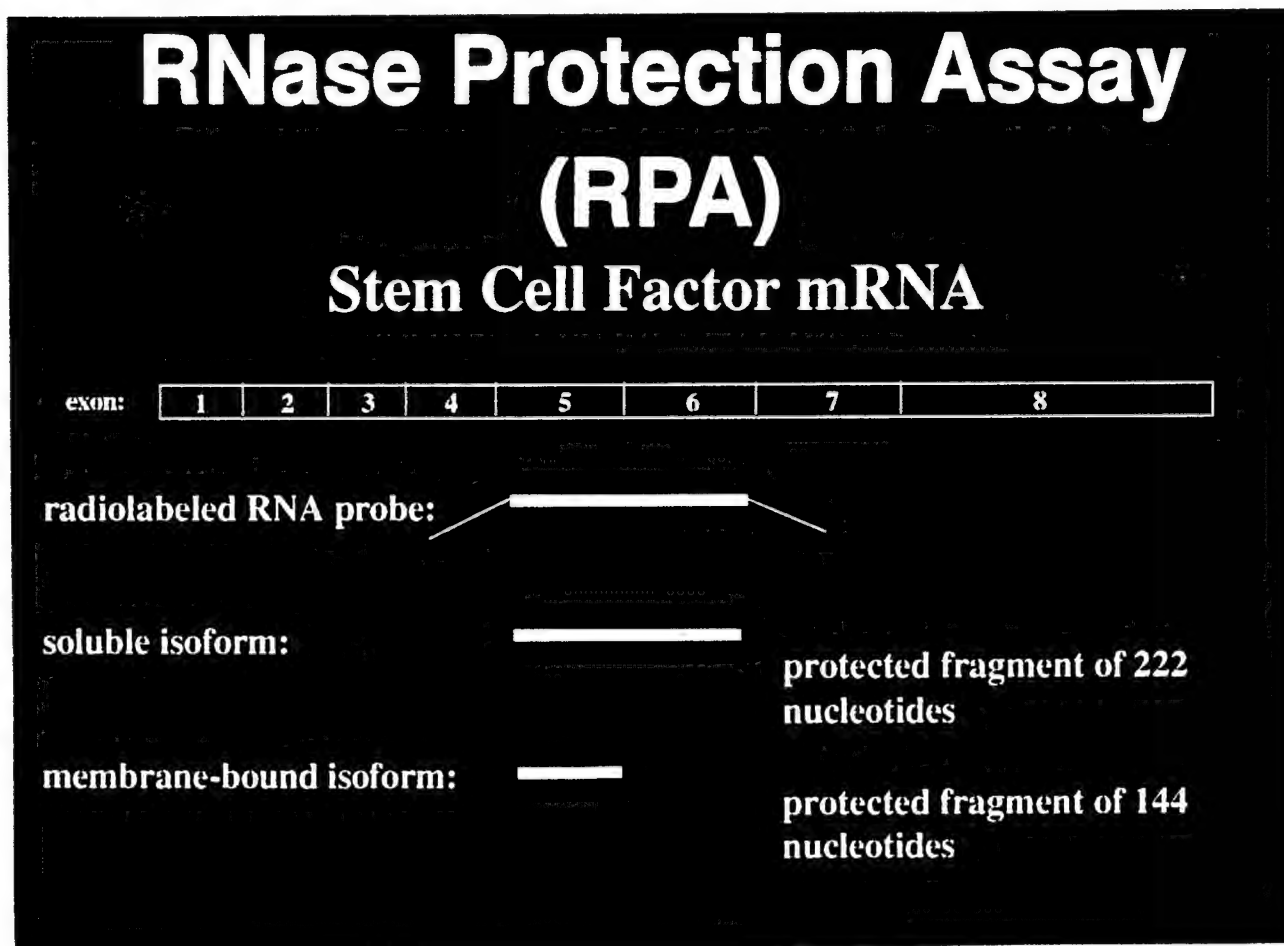 RNase Protection Assay
(RPA)
Stem Cell Factor mRNA
exon: 1 2 3 4 5 6 7 8
radiolabeled RNA probe:
soluble isoform:
protected fragment of 222
nucleotides
membrane-bound isoform:
protected fragment of 144
nucleotides